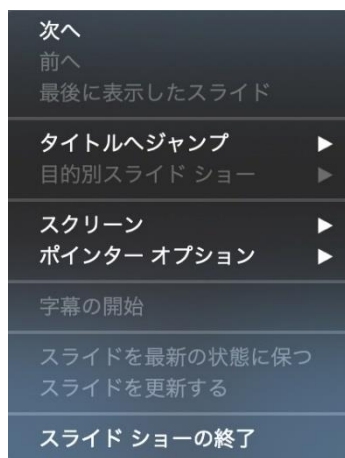 次へ
前へ
最後に表示したスライド
タイトルへジャンプ
目的別スライド ショー
スクリーン
ポインター オプション
字幕の開始
スライドを最新の状態に保つ
スライドを更新する
スライド ショーの終了